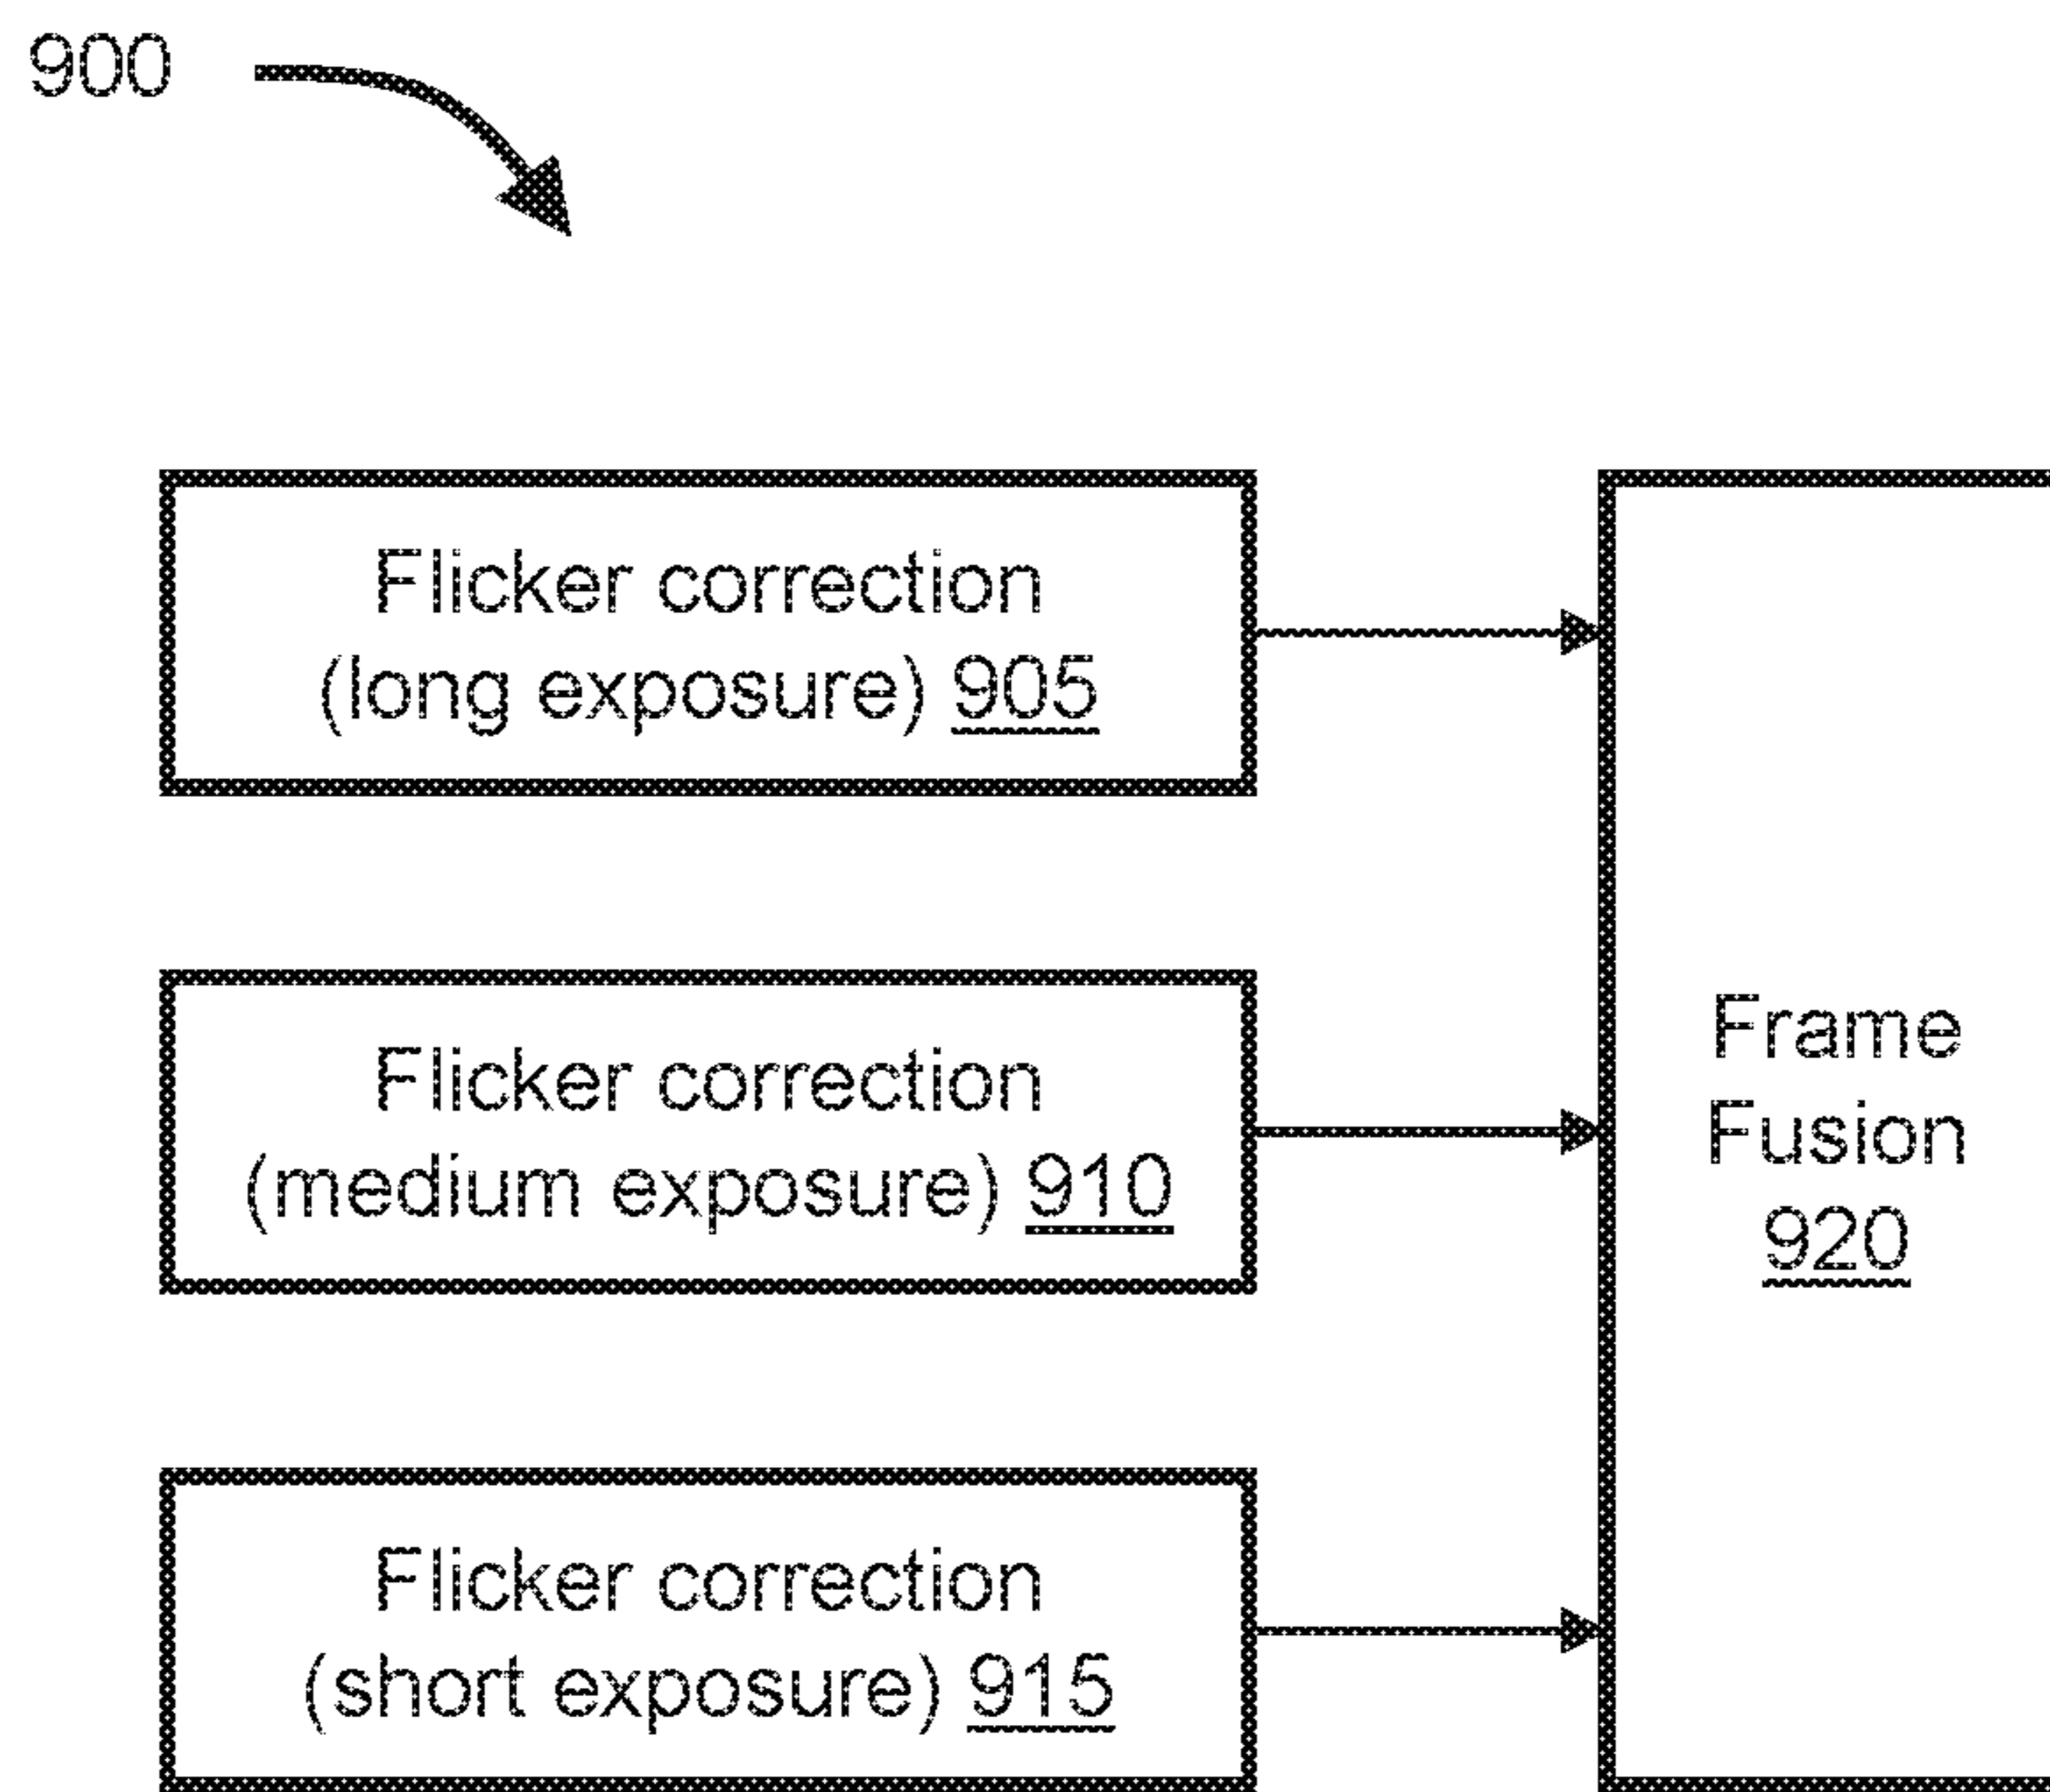 900
Flicker correction
(long exposure) 905
Flicker correction
(medium exposure) 910
Flicker correction
(short exposure) 915
Frame
Fusion
920